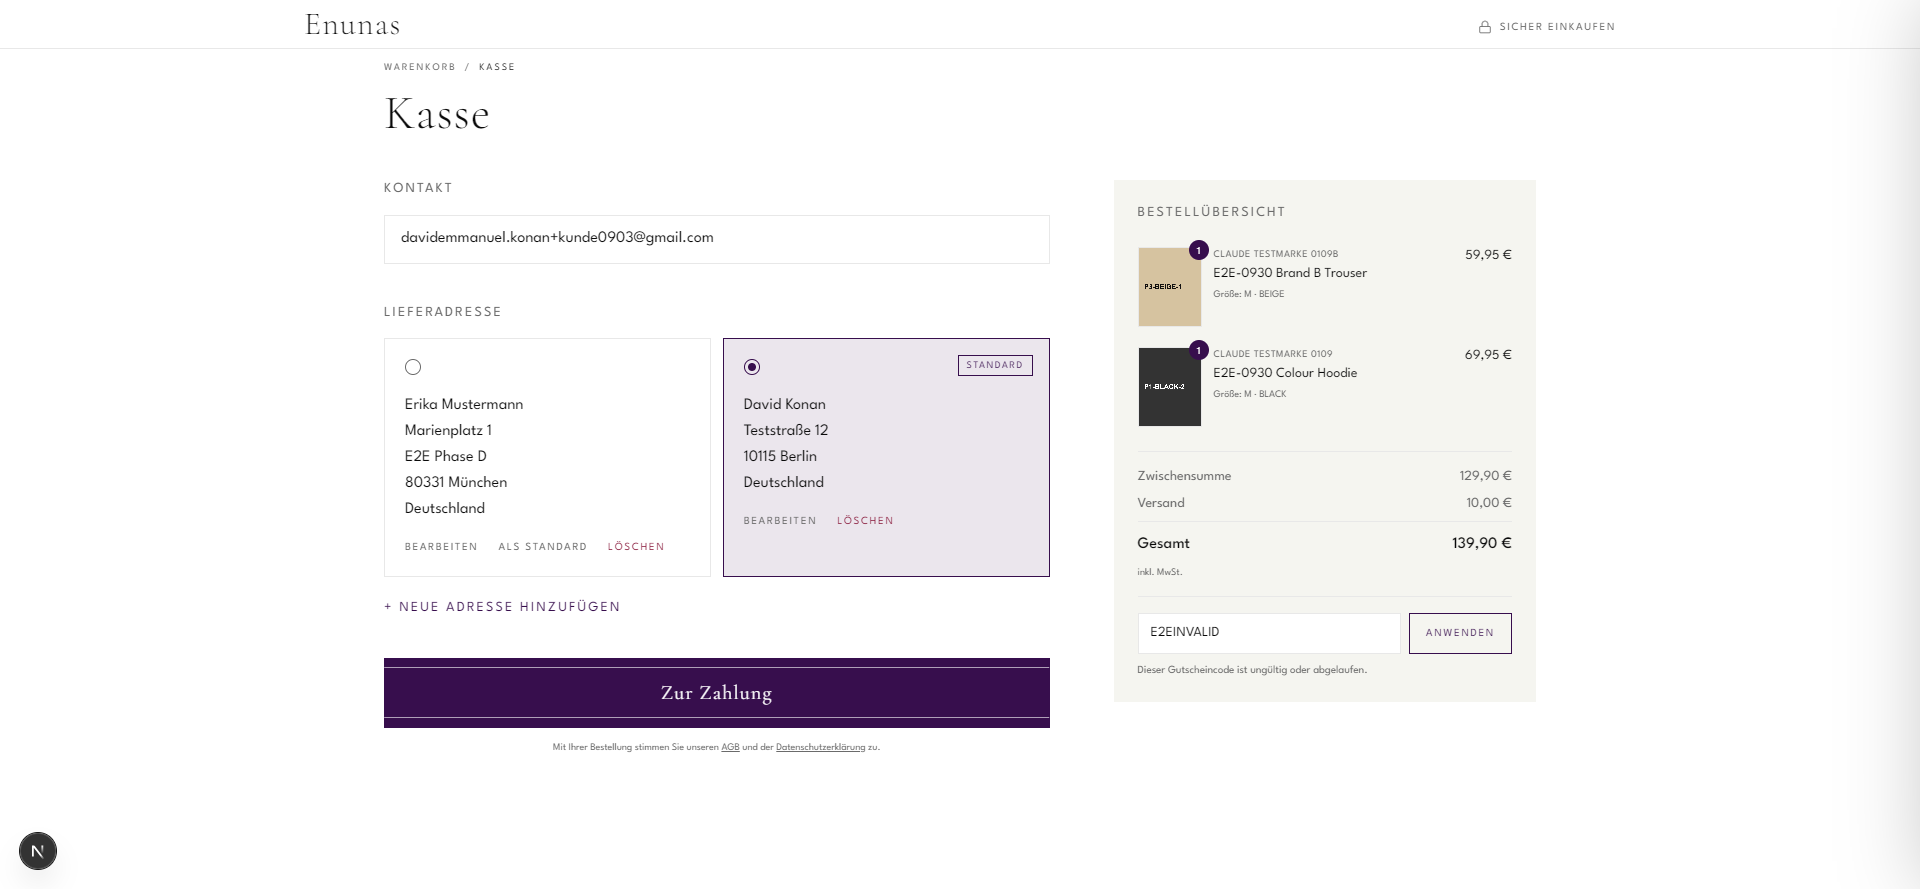 Enunas
SICHER EINKAUFEN
WARENKORB / KASSE
Kasse
KONTAKT
davidemmanuel.konan+kunde0903@gmail.com
LIEFERADRESSE
Erika Mustermann
Marienplatz 1
E2E Phase D
80331 München
Deutschland
BEARBEITEN ALS STANDARD LÖSCHEN
STANDARD
David Konan
Teststraße 12
10115 Berlin
Deutschland
BEARBEITEN LÖSCHEN
+ NEUE ADRESSE HINZUFÜGEN
Zur Zahlung
Mit Ihrer Bestellung stimmen Sie unseren AGB und der Datenschutzerklärung zu.
BESTELLÜBERSICHT
P3-BEIGE-1
1
CLAUDE TESTMARKE 0109B
E2E-0930 Brand B Trouser
Größe: M · BEIGE
59,95 €
P1-BLACK-2
1
CLAUDE TESTMARKE 0109
E2E-0930 Colour Hoodie
Größe: M · BLACK
69,95 €
Zwischensumme 129,90 €
Versand 10,00 €
Gesamt 139,90 €
inkl. MwSt.
E2EINVALID
ANWENDEN
Dieser Gutscheincode ist ungültig oder abgelaufen.
N